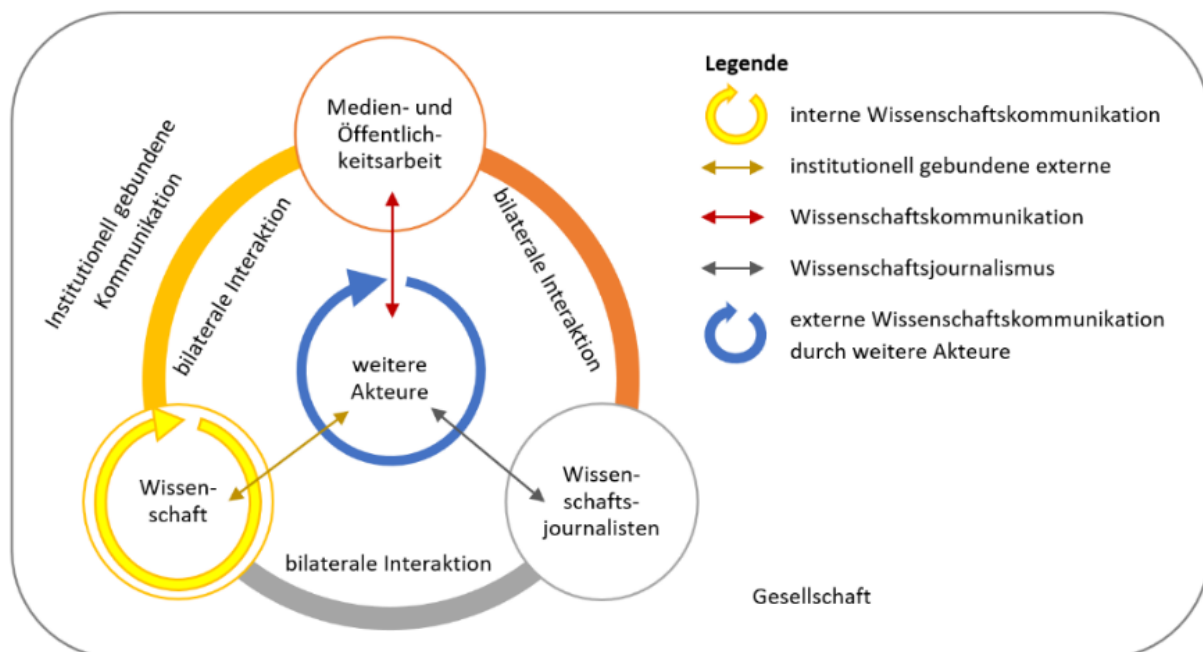 Medien- und
Öffentlich-
keitsarbeit
Institutionell gebundene
Kommunikation
bilaterale Interaktion
bilaterale Interaktion
weitere
Akteure
Wissen-
schaft
Wissen-
schafts-
journalisten
bilaterale Interaktion
Gesellschaft
Legende
interne Wissenschaftskommunikation
institutionell gebundene externe
Wissenschaftskommunikation
Wissenschaftsjournalismus
externe Wissenschaftskommunikation
durch weitere Akteure